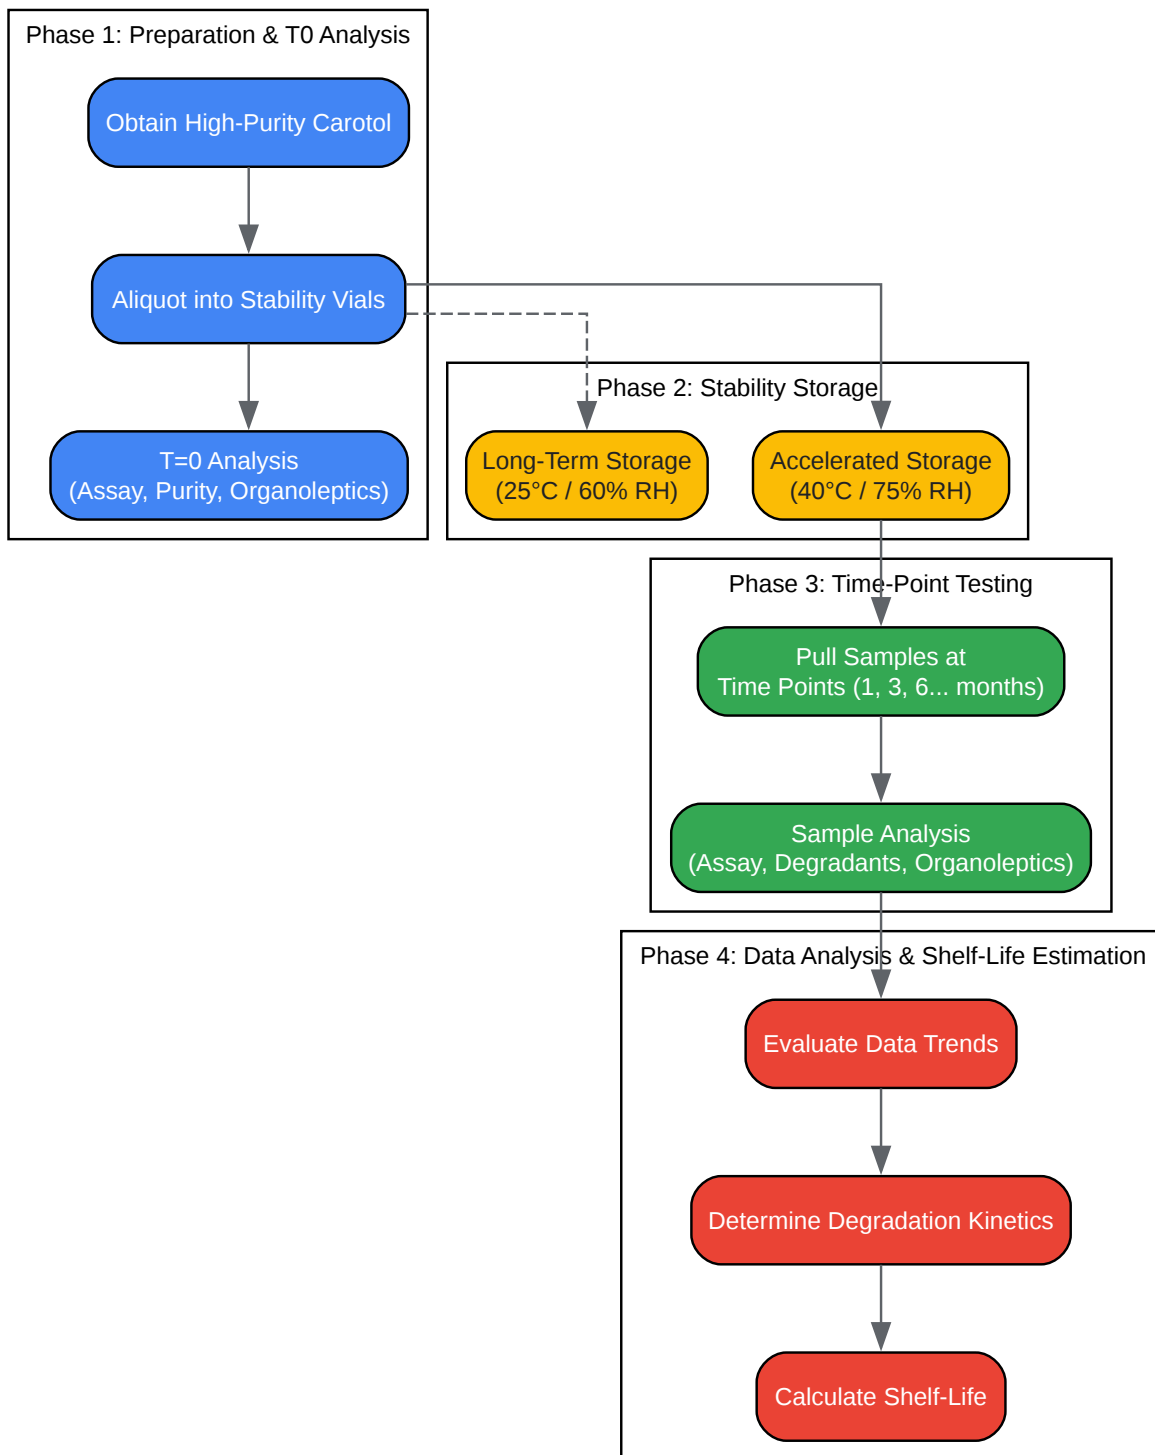 Phase 1: Preparation & T0 Analysis
Obtain High-Purity Carotol
Aliquot into Stability Vials
T=0 Analysis
(Assay, Purity, Organoleptics)
Phase 2: Stability Storage
Long-Term Storage
(25°C / 60% RH)
Accelerated Storage
(40°C / 75% RH)
Phase 3: Time-Point Testing
Pull Samples at
Time Points (1, 3, 6... months)
Sample Analysis
(Assay, Degradants, Organoleptics)
Phase 4: Data Analysis & Shelf-Life Estimation
Evaluate Data Trends
Determine Degradation Kinetics
Calculate Shelf-Life